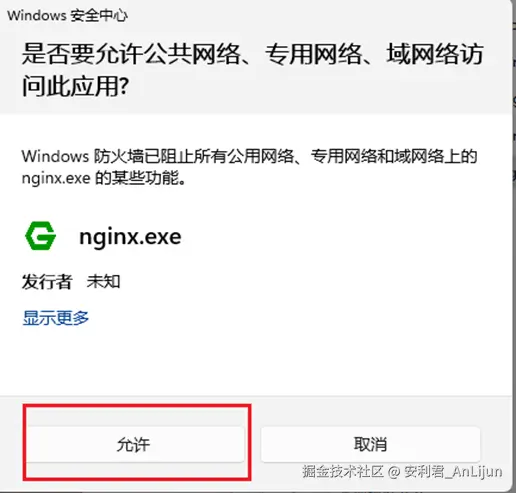 Windows 安全中心
是否要允许公共网络、专用网络、域网络访
问此应用?
Windows 防火墙已阻止所有公用网络、专用网络和域网络上的
nginx.exe 的某些功能。
nginx.exe
发行者 未知
显示更多
允许
取消
掘金技术社区 @ 安利君_AnLijun